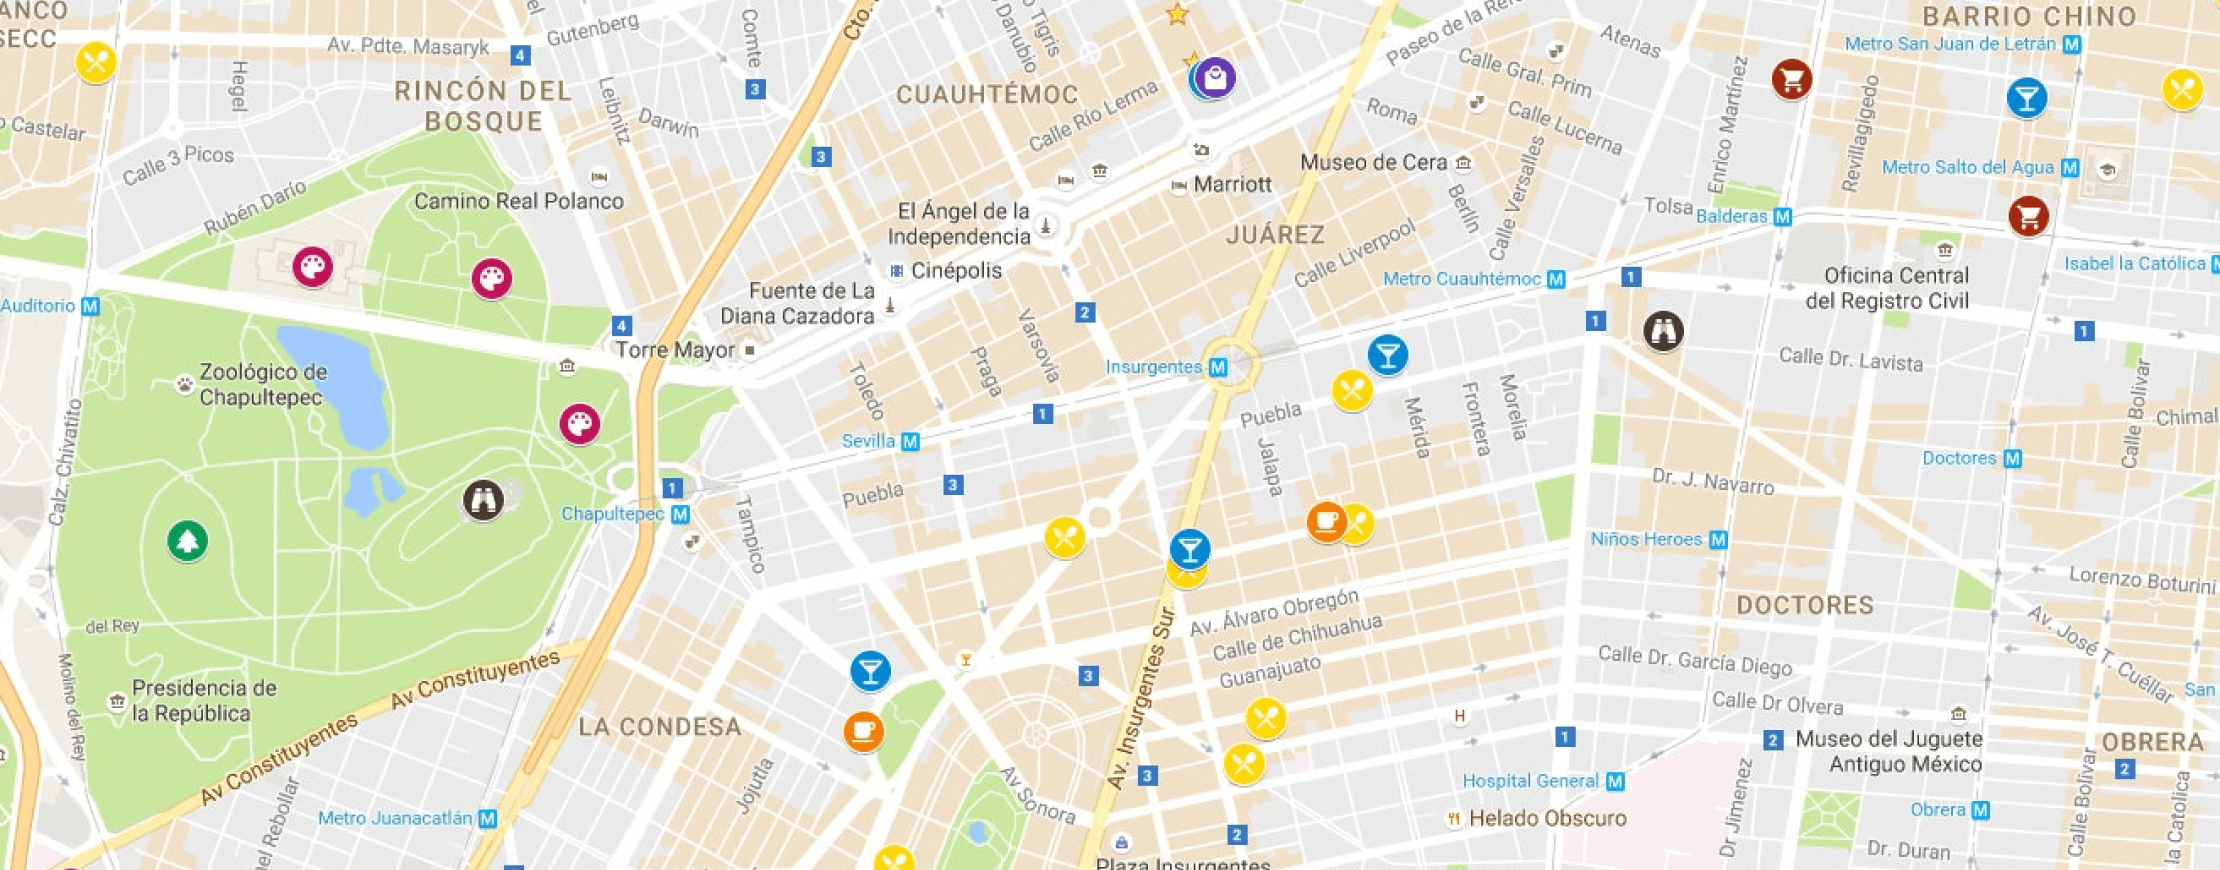 ANCO
SECC
Av. Pdte. Masaryk
4
Gutenberg
Hegel
RINCÓN DEL
BOSQUE
Leibnitz
Darwin
Comte
3
3
Cto.
Castelar
Calle 3 Picos
Rubén Darío
Camino Real Polanco
CUAUHTÉMOC
Danubio
Tigris
Calle Río Lerma
Paseo de la Ref
Atenas
Calle Gral. Prim
Roma
Calle Lucerna
Enrico Martínez
Revillagigedo
BARRIO CHINO
Metro San Juan de Letrán M
Metro Salto del Agua M
Museo de Cera
Marriott
Berlín
Calle Versalles
Tolsa
Balderas M
El Ángel de la
Independencia
JUÁREZ
Calle Liverpool
Cinépolis
Metro Cuauhtémoc M
1
Oficina Central
del Registro Civil
Isabel la Católica M
Fuente de La
Diana Cazadora
Auditorio M
4
2
1
1
Torre Mayor
Varsovia
Praga
Toledo
Insurgentes M
Calle Dr. Lavista
Zoológico de
Chapultepec
Calz. Chivatito
1
Sevilla M
Puebla
Jalapa
Mérida
Frontera
Morelia
Calle Bolivar
Chimal
Doctores M
1
3
Puebla
Chapultepec M
Tampico
Dr. J. Navarro
Niños Heroes M
Lorenzo Boturini
del Rey
Molino del Rey
Av. Álvaro Obregón
Calle de Chihuahua
Guanajuato
DOCTORES
Av. José T. Cuéllar
Calle Dr. García Diego
Calle Dr Olvera
San
Presidencia de
la República
Av Constituyentes
Av Constituyentes
3
Av. Insurgentes Sur
LA CONDESA
H
1
2
Museo del Juguete
Antiguo México
OBRERA
2
Jojutla
Av Sonora
3
Hospital General M
Dr Jimenez
Calle Bolivar
la Catolica
Metro Juanacatlán M
el Rebollar
2
Helado Obscuro
Obrera M
Dr. Duran
Plaza Insurgentes